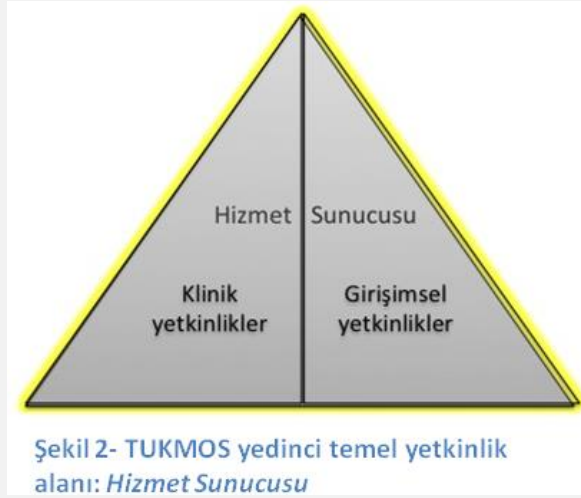 Hizmet Sunucusu
Klinik yetkinlikler
Girişimsel yetkinlikler
Şekil 2- TUKMOS yedinci temel yetkinlik
alanı: Hizmet Sunucusu